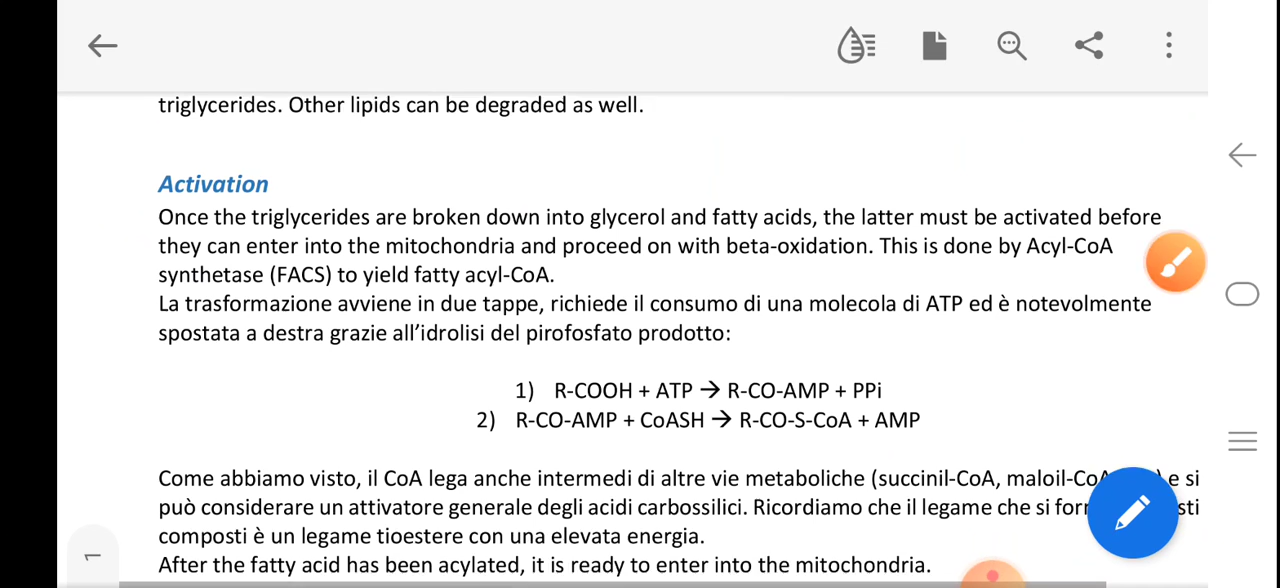 triglycerides. Other lipids can be degraded as well.
Activation
Once the triglycerides are broken down into glycerol and fatty acids, the latter must be activated before
they can enter into the mitochondria and proceed on with beta-oxidation. This is done by Acyl-CoA
synthetase (FACS) to yield fatty acyl-CoA.
La trasformazione avviene in due tappe, richiede il consumo di una molecola di ATP ed è notevolmente
spostata a destra grazie all’idrolisi del pirofosfato prodotto:
1) R-COOH + ATP → R-CO-AMP + PPi
2) R-CO-AMP + CoASH → R-CO-S-CoA + AMP
Come abbiamo visto, il CoA lega anche intermedi di altre vie metaboliche (succinil-CoA, maloil- e si
può considerare un attivatore generale degli acidi carbossilici. Ricordiamo che il legame che si
composti è un legame tioestere con una elevata energia.
After the fatty acid has been acylated, it is ready to enter into the mitochondria.
1